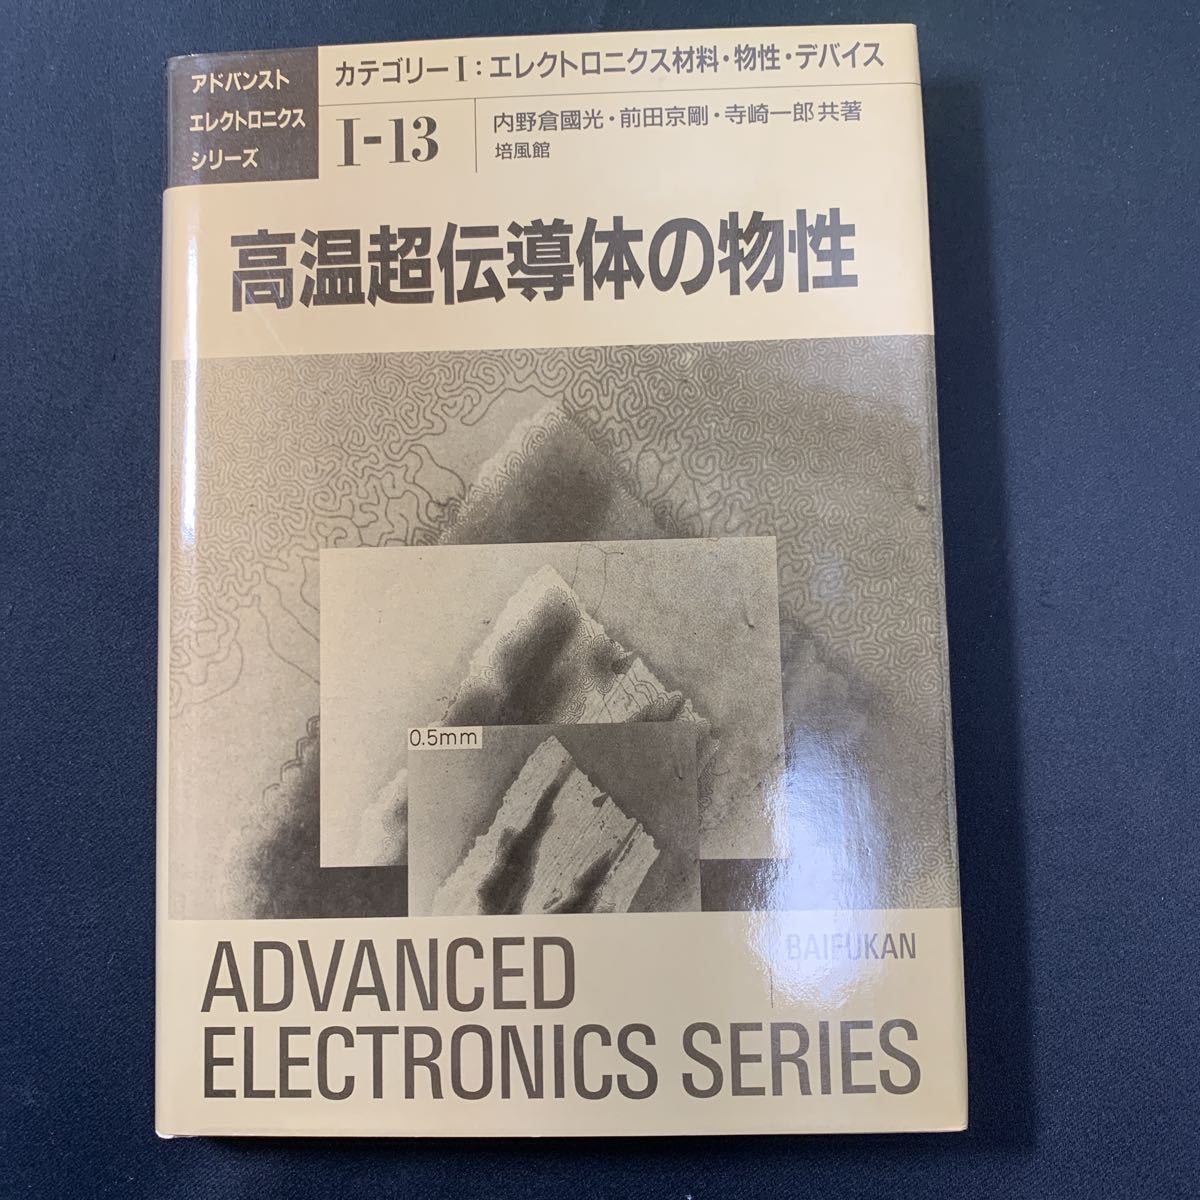 アドバンスト
エレクトロニクス
シリーズ
カテゴリーI:エレクトロニクス材料・物性・デバイス
I-13
内野倉國光・前田京剛・寺崎一郎共著
培風館
高温超伝導体の物性
0.5mm
BAIFUKAN
ADVANCED
ELECTRONICS SERIES